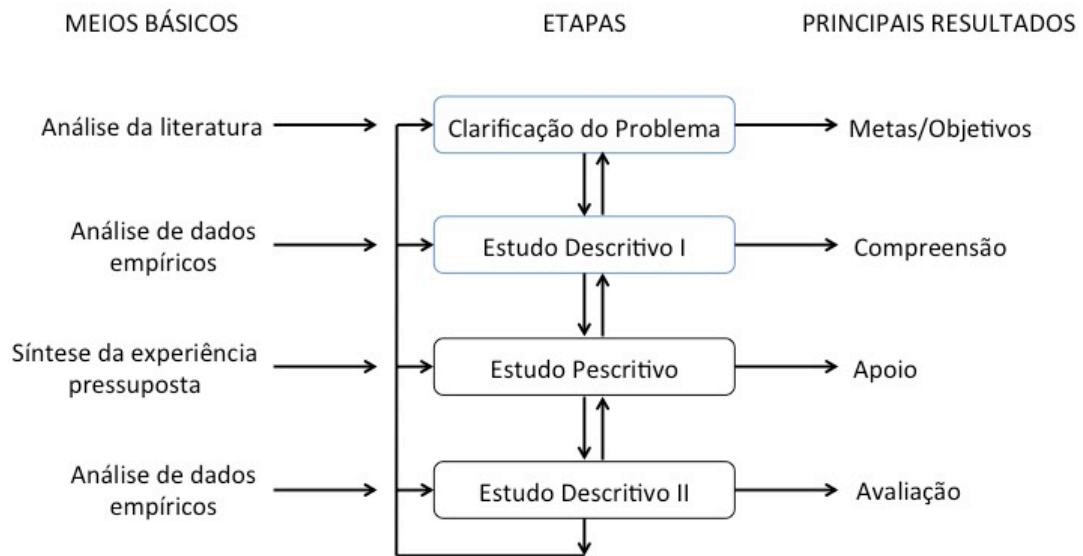 MEIOS BÁSICOS
ETAPAS
PRINCIPAIS RESULTADOS
Análise da literatura
Clarificação do Problema
Metas/Objetivos
Análise de dados
empíricos
Estudo Descritivo I
Compreensão
Síntese da experiência
pressuposta
Estudo Pescritivo
Apoio
Análise de dados
empíricos
Estudo Descritivo II
Avaliação